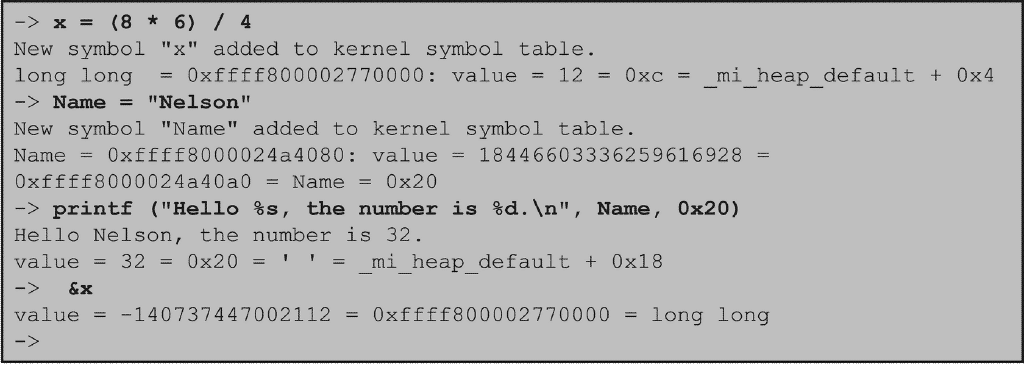 -> x = (8 * 6) / 4
New symbol "x" added to kernel symbol table.
long long  = 0xffff800002770000: value = 12 = 0xc = _mi_heap_default + 0x4
-> Name = "Nelson"
New symbol "Name" added to kernel symbol table.
Name = 0xffff8000024a4080: value = 18446603336259616928 =
0xffff8000024a40a0 = Name = 0x20
-> printf ("Hello %s, the number is %d.\n", Name, 0x20)
Hello Nelson, the number is 32.
value = 32 = 0x20 = ' ' = _mi_heap_default + 0x18
->  &x
value = -140737447002112 = 0xffff800002770000 = long long
->